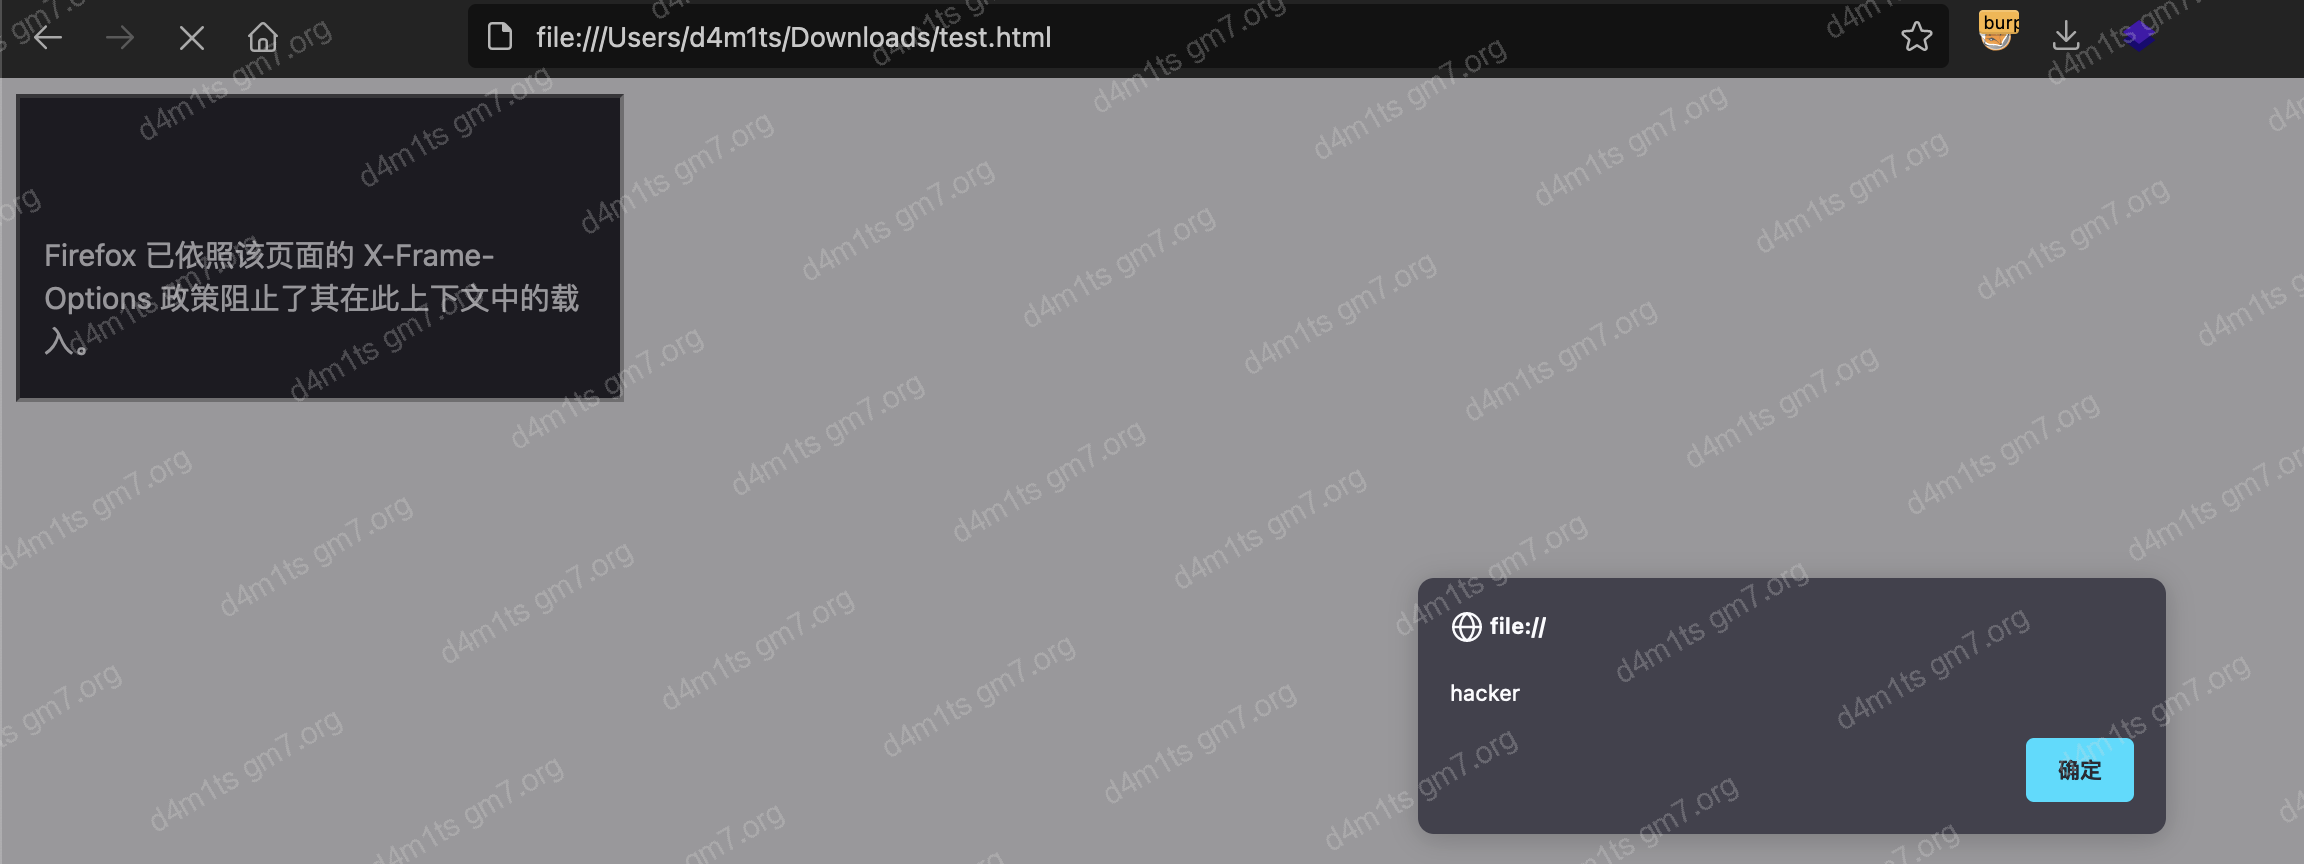 file:///Users/d4m1ts/Downloads/test.html
burp
Firefox 已依照该页面的 X-Frame-
Options 政策阻止了其在此上下文中的载
入。
file://
hacker
确定
d4m1ts gm7.org